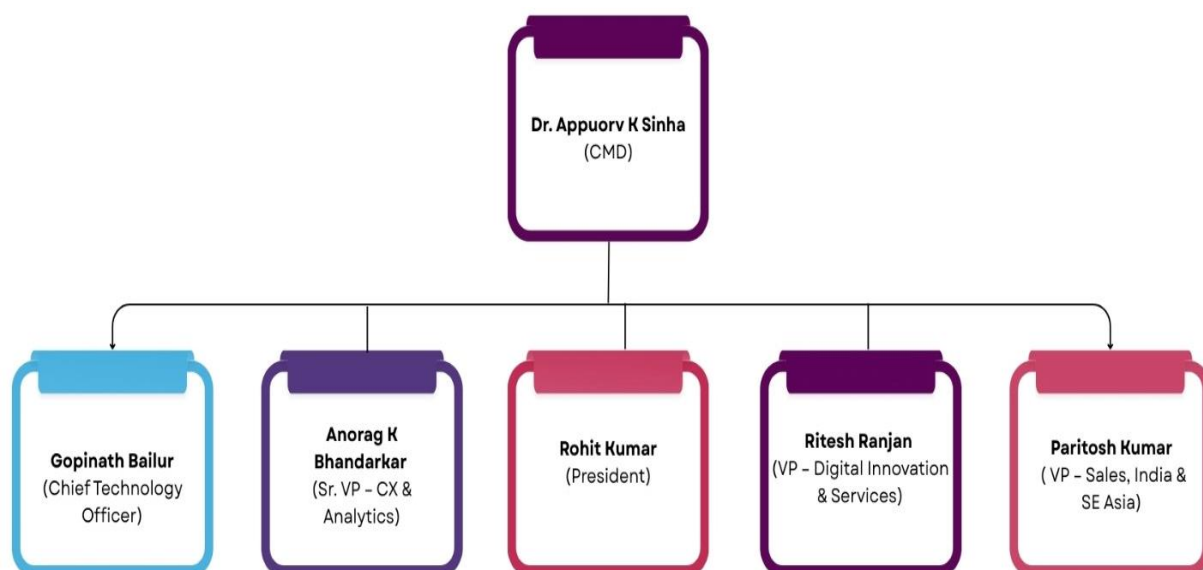 Dr. Appuorv K Sinha
(CMD)
Gopinath Bailur
(Chief Technology
Officer)
Anorag K
Bhandarkar
(Sr. VP – CX &
Analytics)
Rohit Kumar
(President)
Ritesh Ranjan
(VP – Digital Innovation
& Services)
Paritosh Kumar
( VP – Sales, India &
SE Asia)